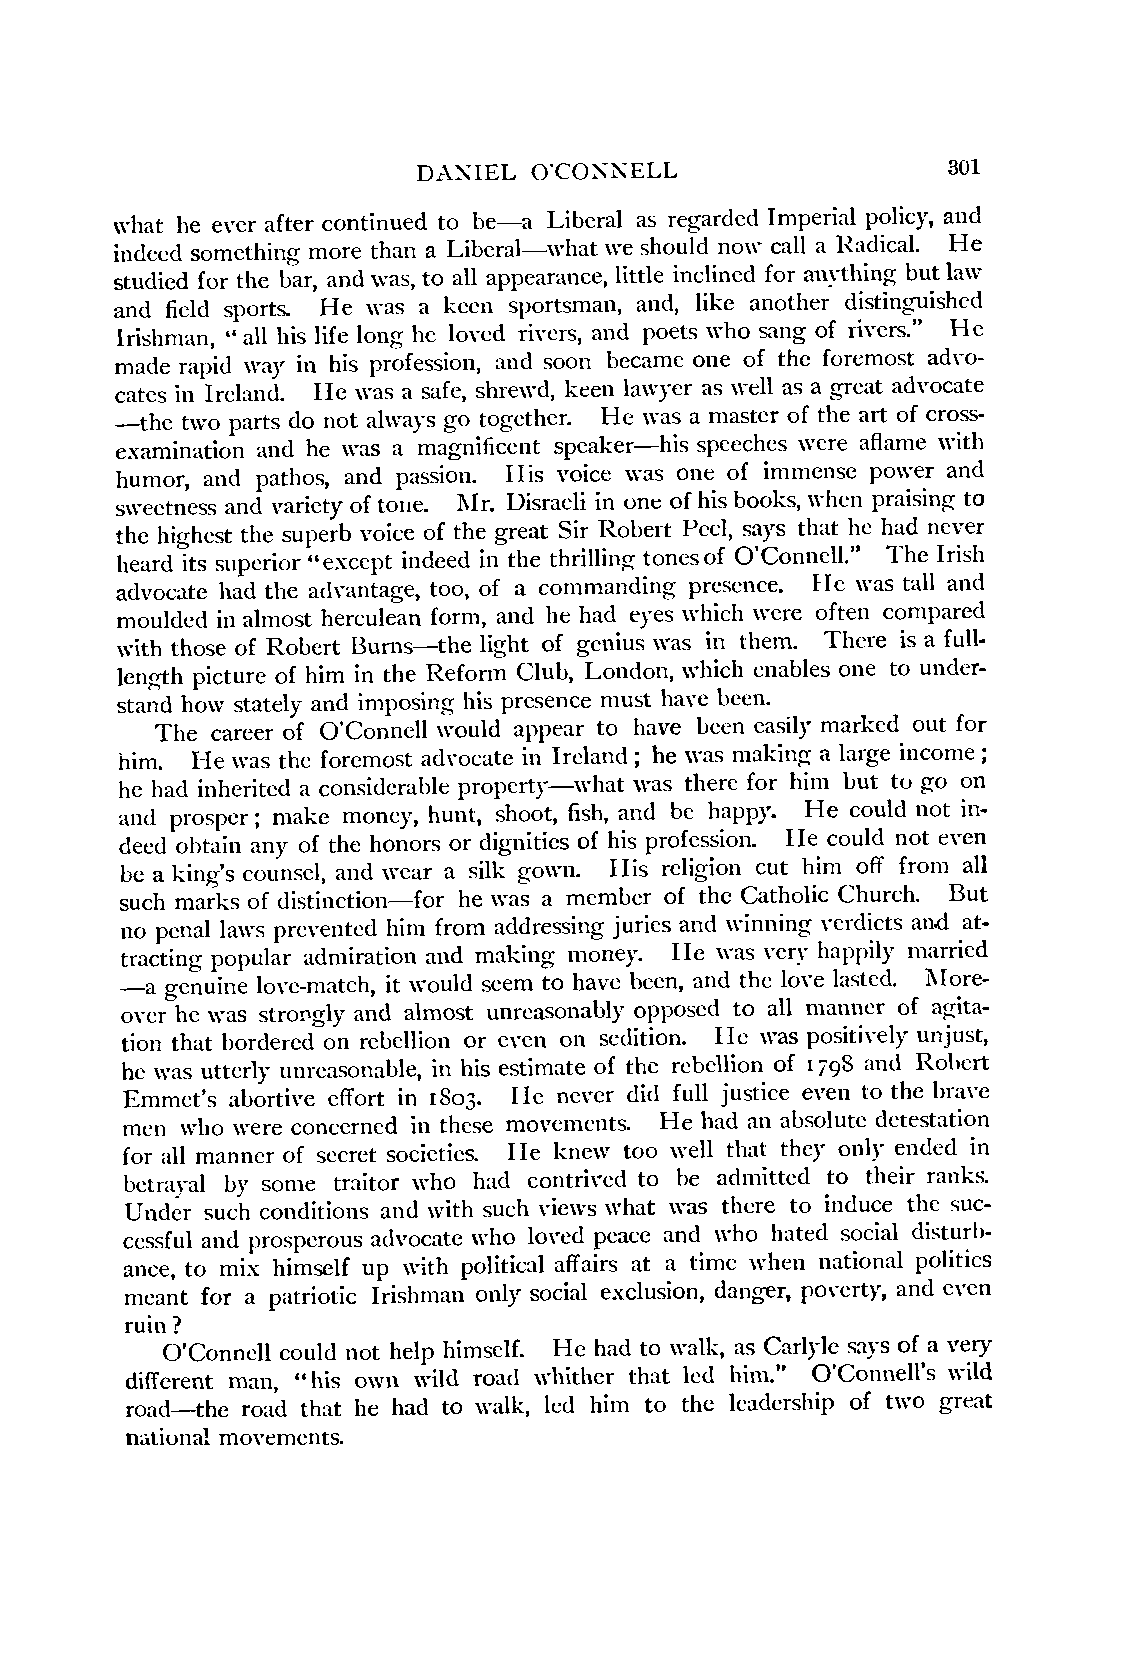 DANIEL O'CONNELL 301
what he ever after continued to be—a Liberal as regarded Imperial policy, and
indeed something more than a Liberal—what we should now call a Radical. He
studied for the bar, and was, to all appearance, little inclined for anything but law
and field sports. He was a keen sportsman, and, like another distinguished
Irishman, "all his life long he loved rivers, and poets who sang of rivers." He
made rapid way in his profession, and soon became one of the foremost advo-
cates in Ireland. He was a safe, shrewd, keen lawyer as well as a great advocate
—the two parts do not always go together. He was a master of the art of cross-
examination and he was a magnificent speaker—his speeches were aflame with
humor, and pathos, and passion. His voice was one of immense power and
sweetness and variety of tone. Mr. Disraeli in one of his books, when praising to
the highest the superb voice of the great Sir Robert Peel, says that he had never
heard its superior "except indeed in the thrilling tones of O'Connell." The Irish
advocate had the advantage, too, of a commanding presence. He was tall and
moulded in almost herculean form, and he had eyes which were often compared
with those of Robert Burns—the light of genius was in them. There is a full-
length picture of him in the Reform Club, London, which enables one to under-
stand how stately and imposing his presence must have been.
The career of O'Connell would appear to have been easily marked out for
him. He was the foremost advocate in Ireland; he was making a large income;
he had inherited a considerable property—what was there for him but to go on
and prosper; make money, hunt, shoot, fish, and be happy. He could not in-
deed obtain any of the honors or dignities of his profession. He could not even
be a king's counsel, and wear a silk gown. His religion cut him off from all
such marks of distinction—for he was a member of the Catholic Church. But
no penal laws prevented him from addressing juries and winning verdicts and at-
tracting popular admiration and making money. He was very happily married
—a genuine love-match, it would seem to have been, and the love lasted. More-
over he was strongly and almost unreasonably opposed to all manner of agita-
tion that bordered on rebellion or even on sedition. He was positively unjust,
he was utterly unreasonable, in his estimate of the rebellion of 1798 and Robert
Emmet's abortive effort in 1803. He never did full justice even to the brave
men who were concerned in these movements. He had an absolute detestation
for all manner of secret societies. He knew too well that they only ended in
betrayal by some traitor who had contrived to be admitted to their ranks.
Under such conditions and with such views what was there to induce the suc-
cessful and prosperous advocate who loved peace and who hated social disturb-
ance, to mix himself up with political affairs at a time when national politics
meant for a patriotic Irishman only social exclusion, danger, poverty, and even
ruin?
O'Connell could not help himself. He had to walk, as Carlyle says of a very
different man, "his own wild road whither that led him." O'Connell's wild
road—the road that he had to walk, led him to the leadership of two great
national movements.